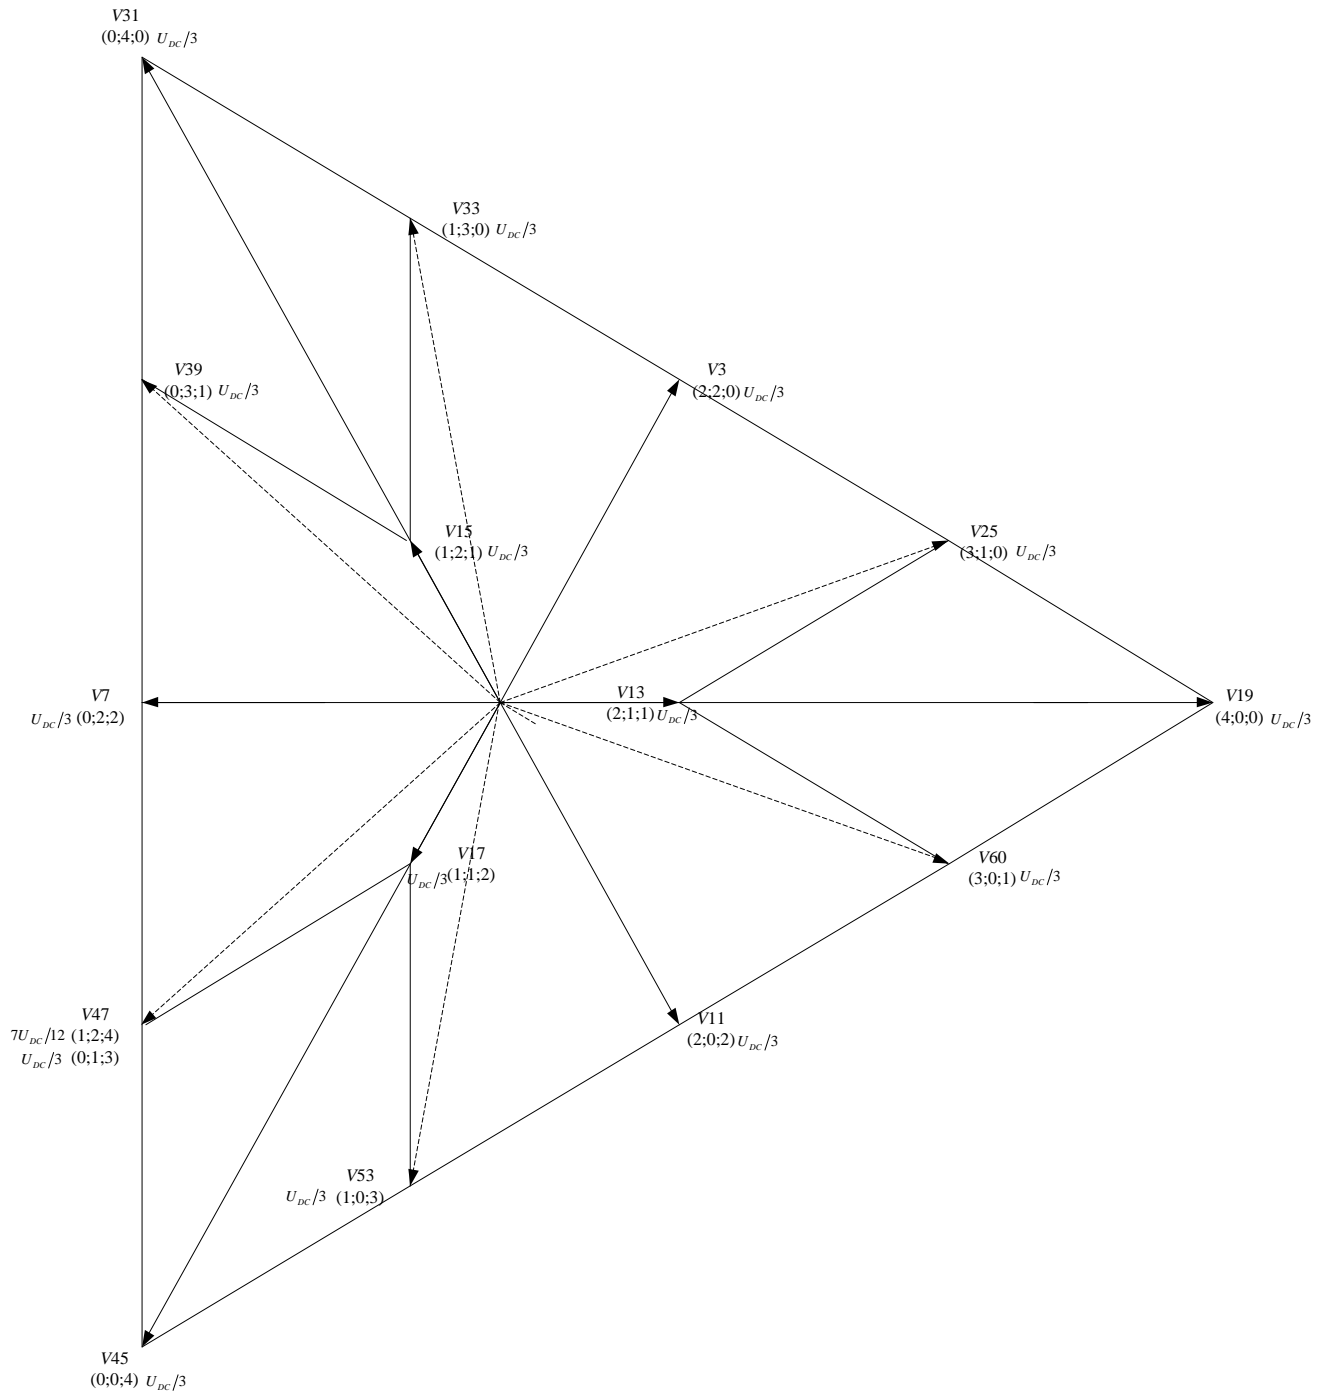 V31
(0;4;0) U_DC/3
V33
(1;3;0) U_DC/3
V39
(0;3;1) U_DC/3
V3
(2;2;0) U_DC/3
V15
(1;2;1) U_DC/3
V25
(3;1;0) U_DC/3
V7
U_DC/3 (0;2;2)
V13
(2;1;1) U_DC/3
V19
(4;0;0) U_DC/3
V17
U_DC/3 (1;1;2)
V60
(3;0;1) U_DC/3
V47
7U_DC/12 (1;2;4)
U_DC/3 (0;1;3)
V11
(2;0;2) U_DC/3
V53
U_DC/3 (1;0;3)
V45
(0;0;4) U_DC/3